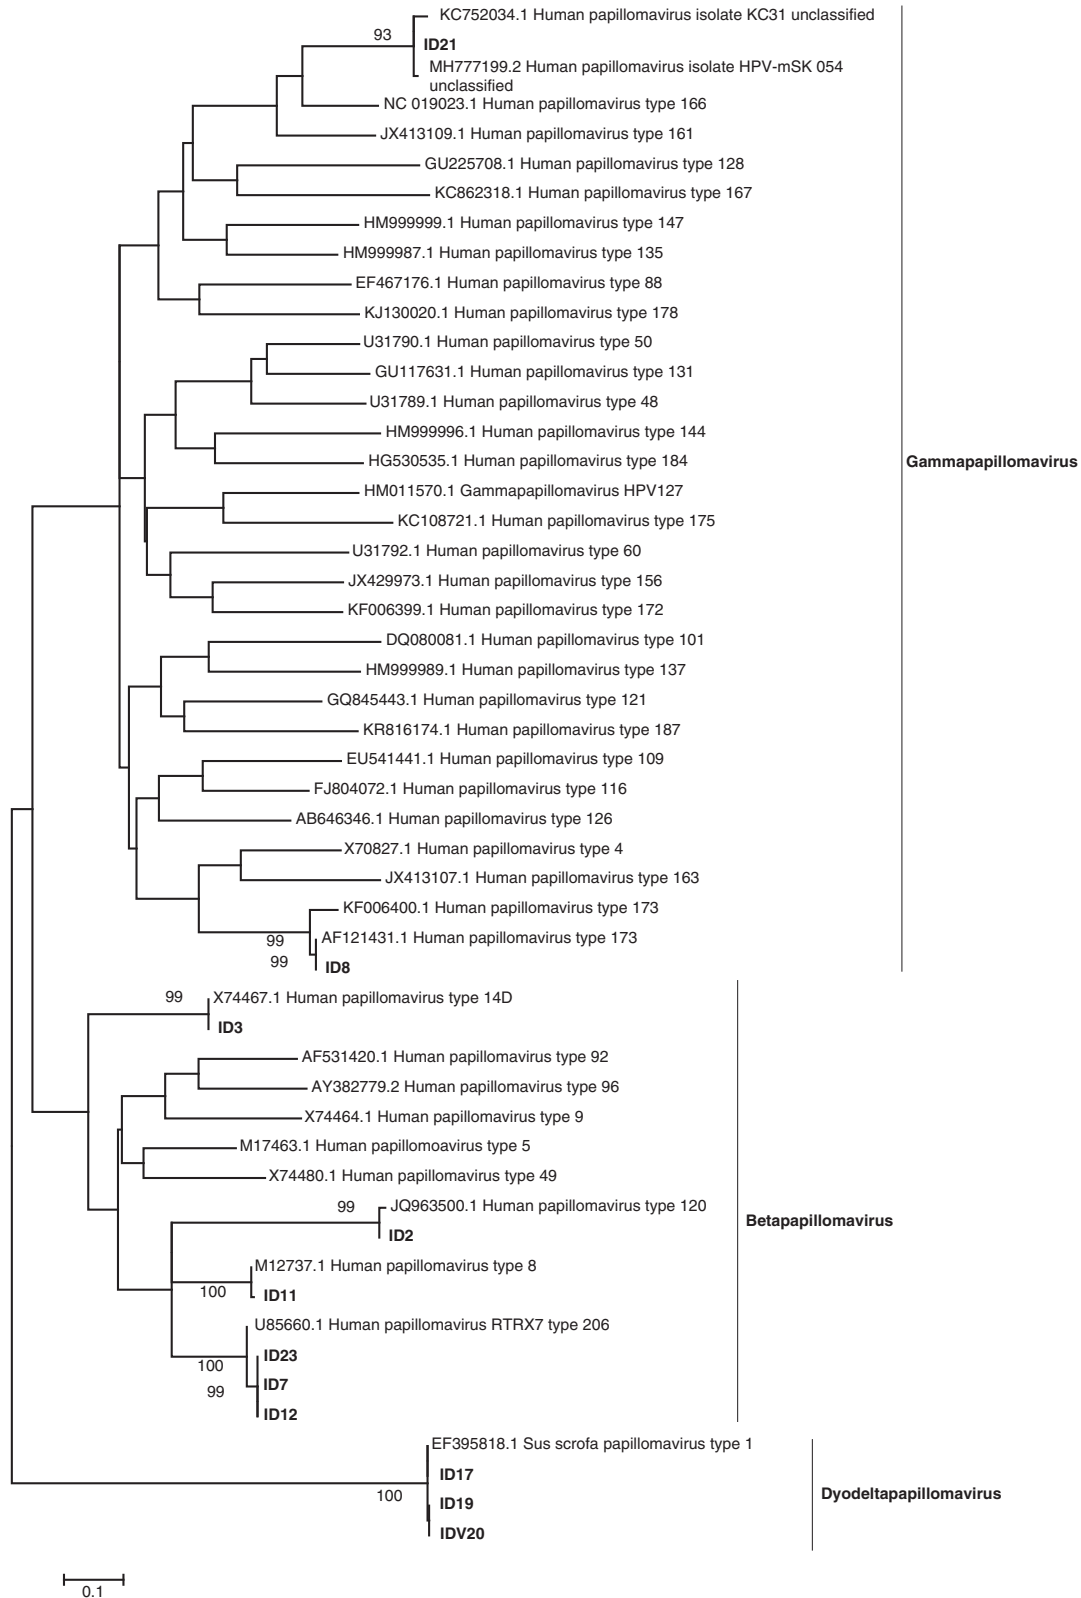 KC752034.1 Human papillomavirus isolate KC31 unclassified
93
ID21
MH777199.2 Human papillomavirus isolate HPV-mSK 054
unclassified
NC 019023.1 Human papillomavirus type 166
JX413109.1 Human papillomavirus type 161
GU225708.1 Human papillomavirus type 128
KC862318.1 Human papillomavirus type 167
HM999999.1 Human papillomavirus type 147
HM999987.1 Human papillomavirus type 135
EF467176.1 Human papillomavirus type 88
KJ130020.1 Human papillomavirus type 178
U31790.1 Human papillomavirus type 50
GU117631.1 Human papillomavirus type 131
U31789.1 Human papillomavirus type 48
HM999996.1 Human papillomavirus type 144
HG530535.1 Human papillomavirus type 184
Gammapapillomavirus
HM011570.1 Gammapapillomavirus HPV127
KC108721.1 Human papillomavirus type 175
U31792.1 Human papillomavirus type 60
JX429973.1 Human papillomavirus type 156
KF006399.1 Human papillomavirus type 172
DQ080081.1 Human papillomavirus type 101
HM999989.1 Human papillomavirus type 137
GQ845443.1 Human papillomavirus type 121
KR816174.1 Human papillomavirus type 187
EU541441.1 Human papillomavirus type 109
FJ804072.1 Human papillomavirus type 116
AB646346.1 Human papillomavirus type 126
X70827.1 Human papillomavirus type 4
JX413107.1 Human papillomavirus type 163
KF006400.1 Human papillomavirus type 173
99
AF121431.1 Human papillomavirus type 173
99
ID8
99
X74467.1 Human papillomavirus type 14D
ID3
AF531420.1 Human papillomavirus type 92
AY382779.2 Human papillomavirus type 96
X74464.1 Human papillomavirus type 9
M17463.1 Human papillomoavirus type 5
X74480.1 Human papillomavirus type 49
99
JQ963500.1 Human papillomavirus type 120
Betapapillomavirus
ID2
M12737.1 Human papillomavirus type 8
100
ID11
U85660.1 Human papillomavirus RTRX7 type 206
ID23
100
ID7
99
ID12
EF395818.1 Sus scrofa papillomavirus type 1
ID17
100
Dyodeltapapillomavirus
ID19
IDV20
0.1